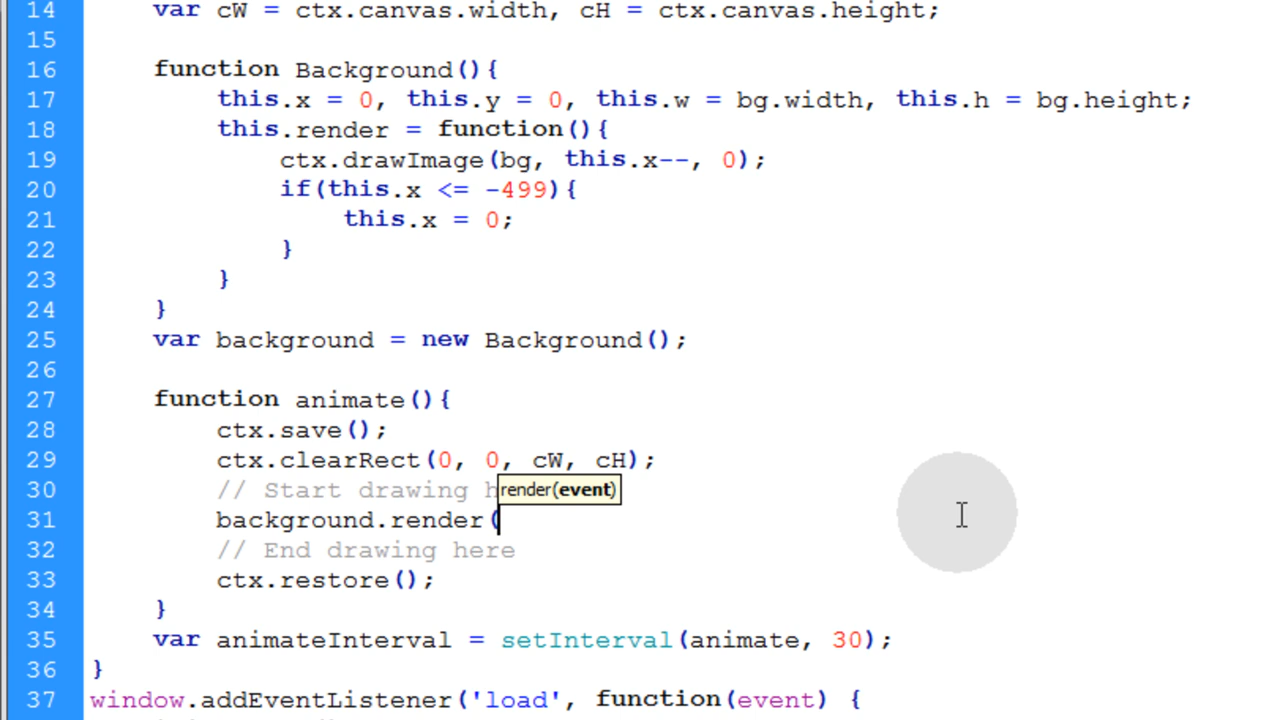 14 var cW = ctx.canvas.width, cH = ctx.canvas.height;
15
16 function Background(){
17 this.x = 0, this.y = 0, this.w = bg.width, this.h = bg.height;
18 this.render = function(){
19 ctx.drawImage(bg, this.x--, 0);
20 if(this.x <= -499){
21 this.x = 0;
22 }
23 }
24 }
25 var background = new Background();
26
27 function animate(){
28 ctx.save();
29 ctx.clearRect(0, 0, cW, cH);
30 // Start drawing h render(event)
31 background.render(
32 // End drawing here
33 ctx.restore();
34 }
35 var animateInterval = setInterval(animate, 30);
36 }
37 window.addEventListener('load', function(event) {